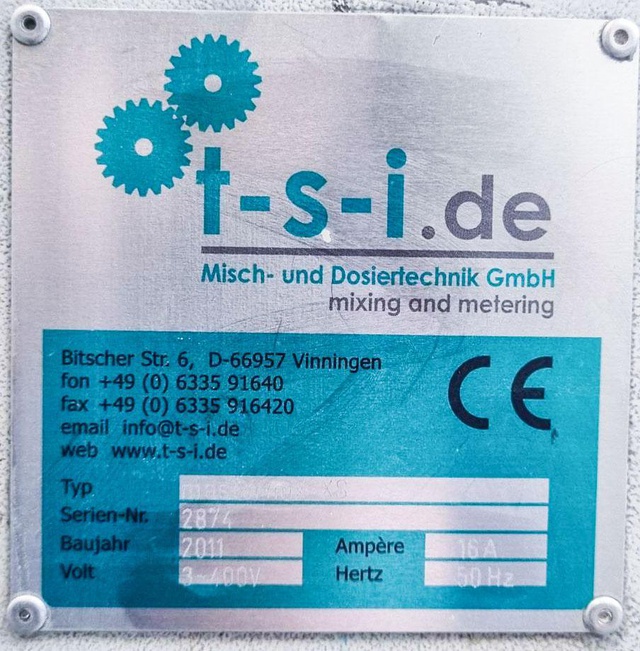 t-s-i.de
Misch- und Dosiertechnik GmbH
mixing and metering
Bitscher Str. 6, D-66957 Vinningen
fon +49 (0) 6335 91640
fax +49 (0) 6335 916420
email info@t-s-i.de
web www.t-s-i.de
CE
Typ XS
Serien-Nr. 2874
Baujahr 2011 Ampère 16 A
Volt 3~400V Hertz 50 Hz